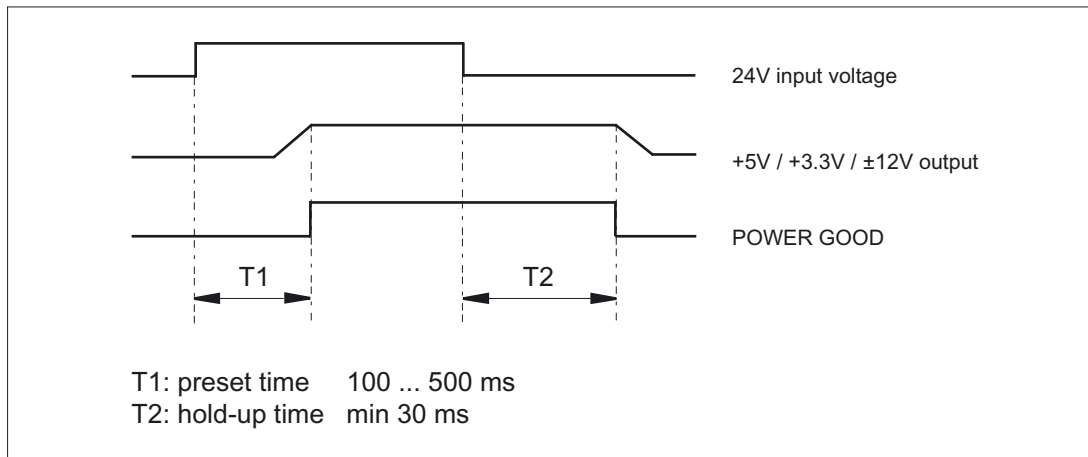 24V input voltage
+5V / +3.3V / ±12V output
POWER GOOD
T1 T2
T1: preset time 100 ... 500 ms
T2: hold-up time min 30 ms